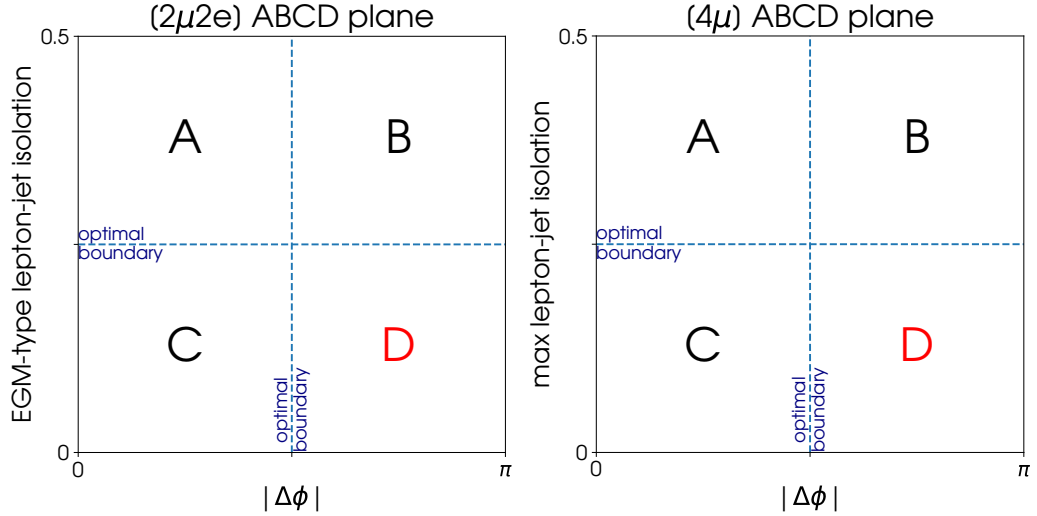 (2μ2e) ABCD plane
0.5
EGM-type lepton-jet isolation
A
B
optimal
boundary
C
D
optimal
boundary
0
0
π
|Δϕ|
(4μ) ABCD plane
0.5
max lepton-jet isolation
A
B
optimal
boundary
C
D
optimal
boundary
0
0
π
|Δϕ|